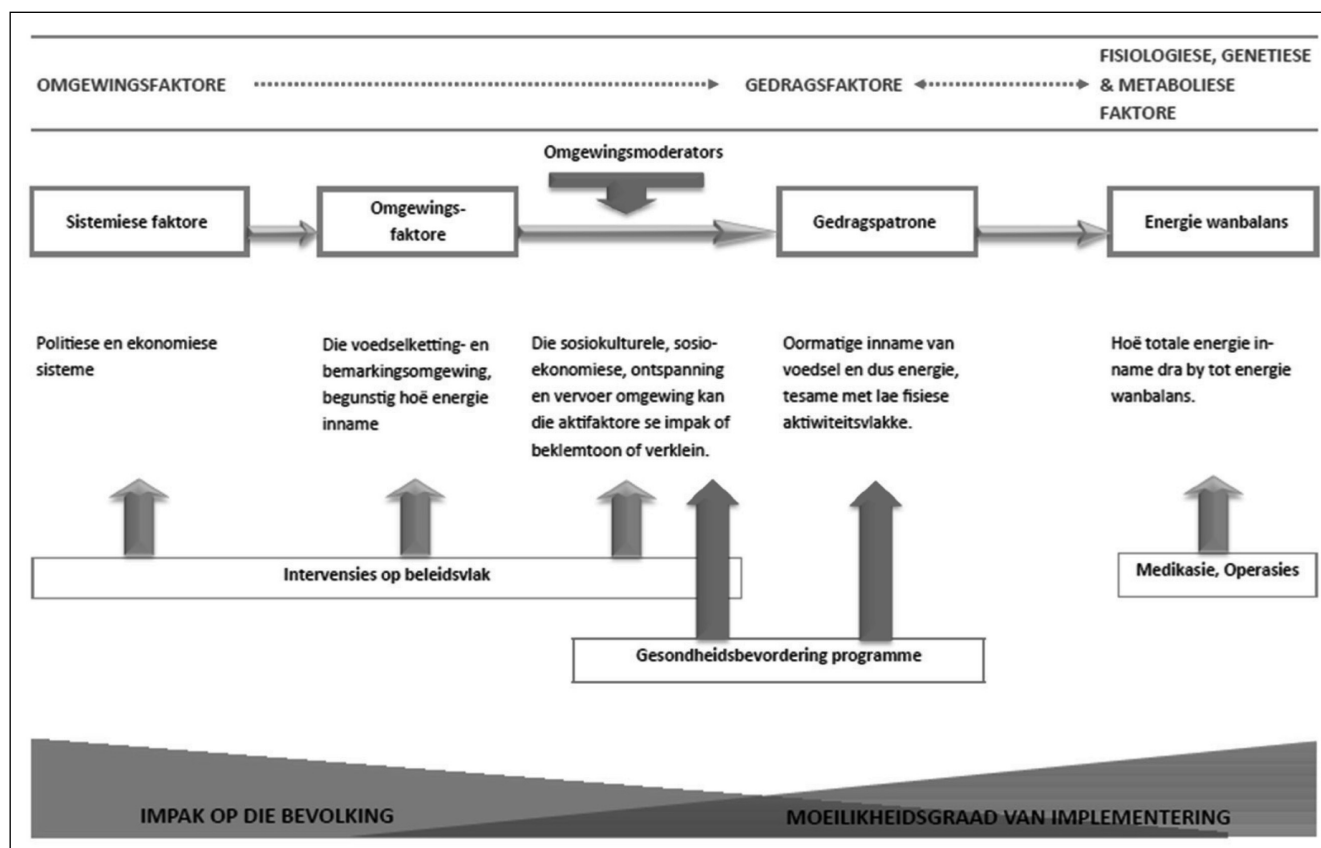 OMGEWINGSFAKTORE
GEDRAGSFAKTORE
FISIOLOGIESE, GENETIESE
& METABOLIESE
FAKTORE
Omgewingsmoderators
Sistemiese faktore
Omgewings-
faktore
Gedragspatrone
Energie wanbalans
Politiese en ekonomiese
sisteme
Die voedselketting- en
bemarkingsomgewing,
begunstig hoë energie
inname
Die sosiokulturele, sosio-
ekonomiese, ontspanning
en vervoer omgewing kan
die aktifaktore se impak of
beklemtoon of verklein.
Oormatige inname van
voedsel en dus energie,
tesame met lae fisiese
aktiwiteitsvlakke.
Hoë totale energie in-
name dra by tot energie
wanbalans.
Intervensies op beleidsvlak
Medikasie, Operasies
Gesondheidsbevordering programme
IMPAK OP DIE BEVOLKING
MOEILIKHEIDSGRAAD VAN IMPLEMENTERING